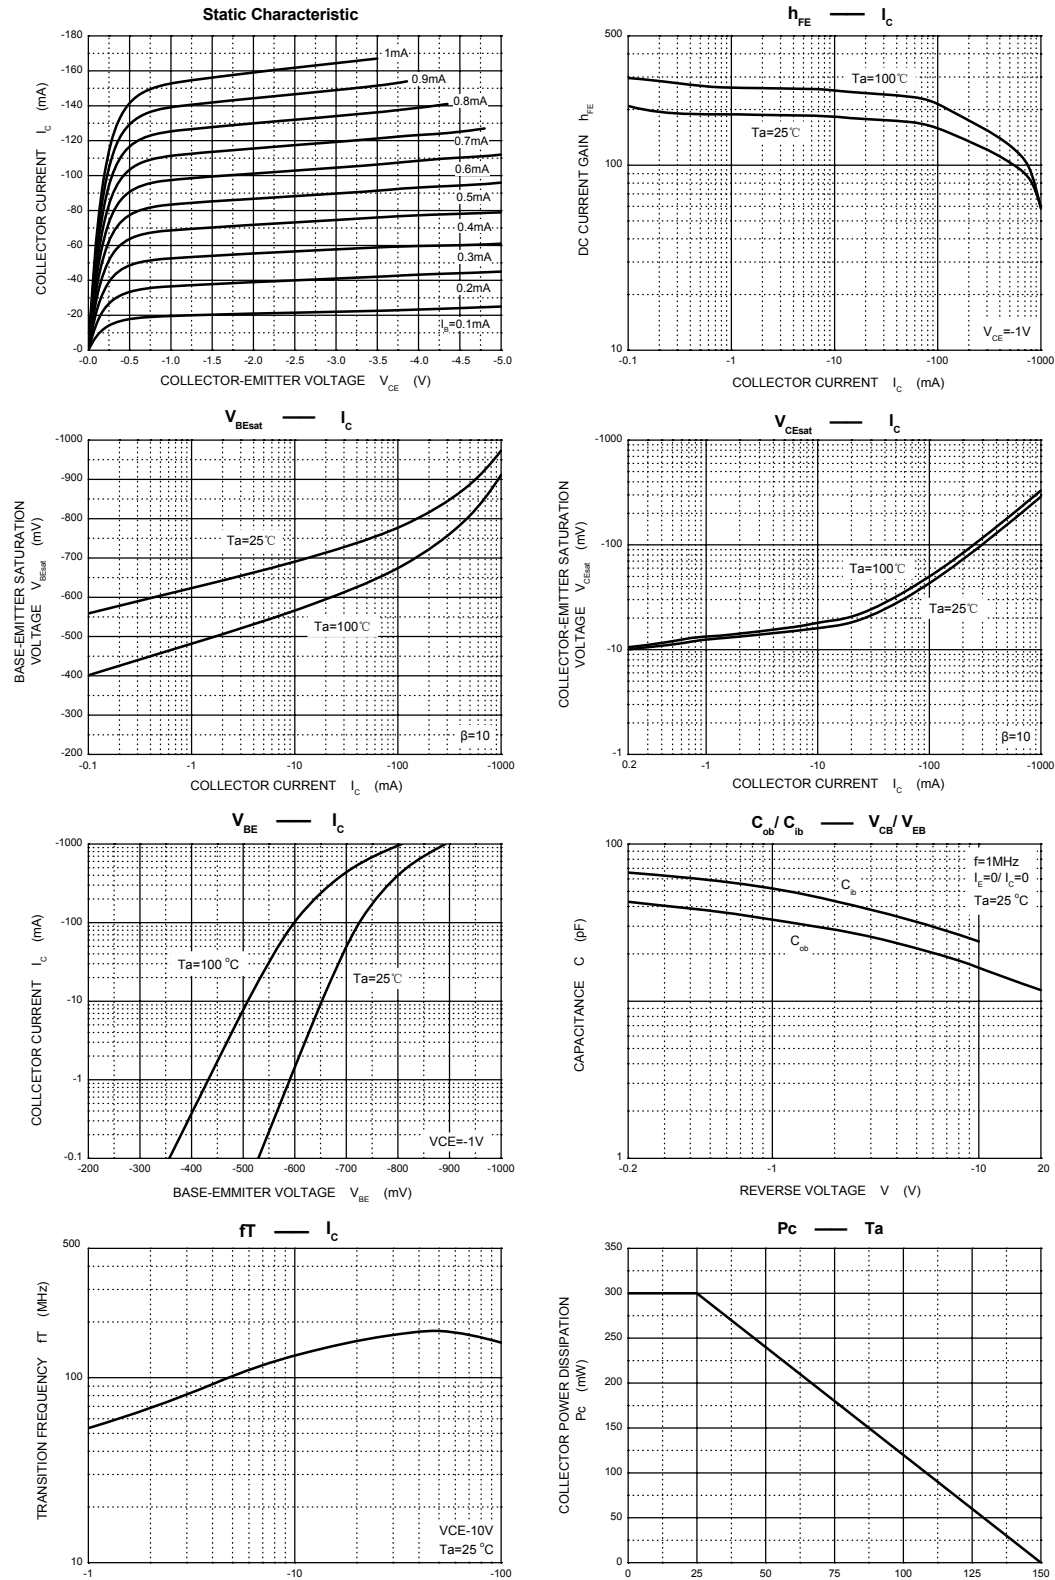 Static Characteristic
-180
-160
-140
-120
-100
-80
-60
-40
-20
-0
-0.0 -0.5 -1.0 -1.5 -2.0 -2.5 -3.0 -3.5 -4.0 -4.5 -5.0
COLLECTOR CURRENT I_C (mA)
COLLECTOR-EMITTER VOLTAGE V_CE (V)
1mA
0.9mA
0.8mA
0.7mA
0.6mA
0.5mA
0.4mA
0.3mA
0.2mA
I_B=0.1mA
h_FE —— I_C
500
100
10
-0.1 -1 -10 -100 -1000
DC CURRENT GAIN h_FE
COLLECTOR CURRENT I_C (mA)
Ta=100℃
Ta=25℃
V_CE=-1V
V_BEsat —— I_C
-1000
-900
-800
-700
-600
-500
-400
-300
-200
-0.1 -1 -10 -100 -1000
BASE-EMITTER SATURATION
VOLTAGE V_BEsat (mV)
COLLECTOR CURRENT I_C (mA)
Ta=25℃
Ta=100℃
β=10
V_CEsat —— I_C
-1000
-100
-10
-1
0.2 -1 -10 -100 -1000
COLLECTOR-EMITTER SATURATION
VOLTAGE V_CEsat (mV)
COLLECTOR CURRENT I_C (mA)
Ta=100℃
Ta=25℃
β=10
V_BE —— I_C
-1000
-100
-10
-1
-0.1
-200 -300 -400 -500 -600 -700 -800 -900 -1000
COLLCETOR CURRENT I_C (mA)
BASE-EMMITER VOLTAGE V_BE (mV)
Ta=100 °C
Ta=25℃
VCE=-1V
C_ob/ C_ib —— V_CB/ V_EB
100
10
1
-0.2 -1 -10 20
CAPACITANCE C (pF)
REVERSE VOLTAGE V (V)
f=1MHz
I_E=0/ I_C=0
Ta=25 °C
C_ib
C_ob
fT —— I_C
500
100
10
-1 -10 -100
TRANSITION FREQUENCY fT (MHz)
VCE-10V
Ta=25 °C
Pc —— Ta
350
300
250
200
150
100
50
0
0 25 50 75 100 125 150
COLLECTOR POWER DISSIPATION
Pc (mW)